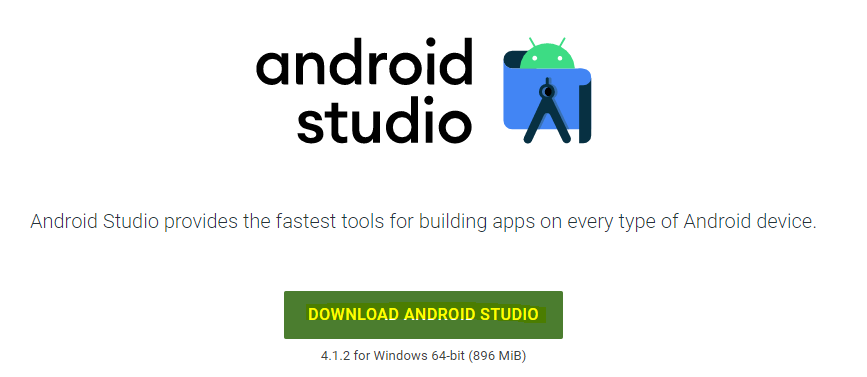 android
studio
Android Studio provides the fastest tools for building apps on every type of Android device.
DOWNLOAD ANDROID STUDIO
4.1.2 for Windows 64-bit (896 MiB)